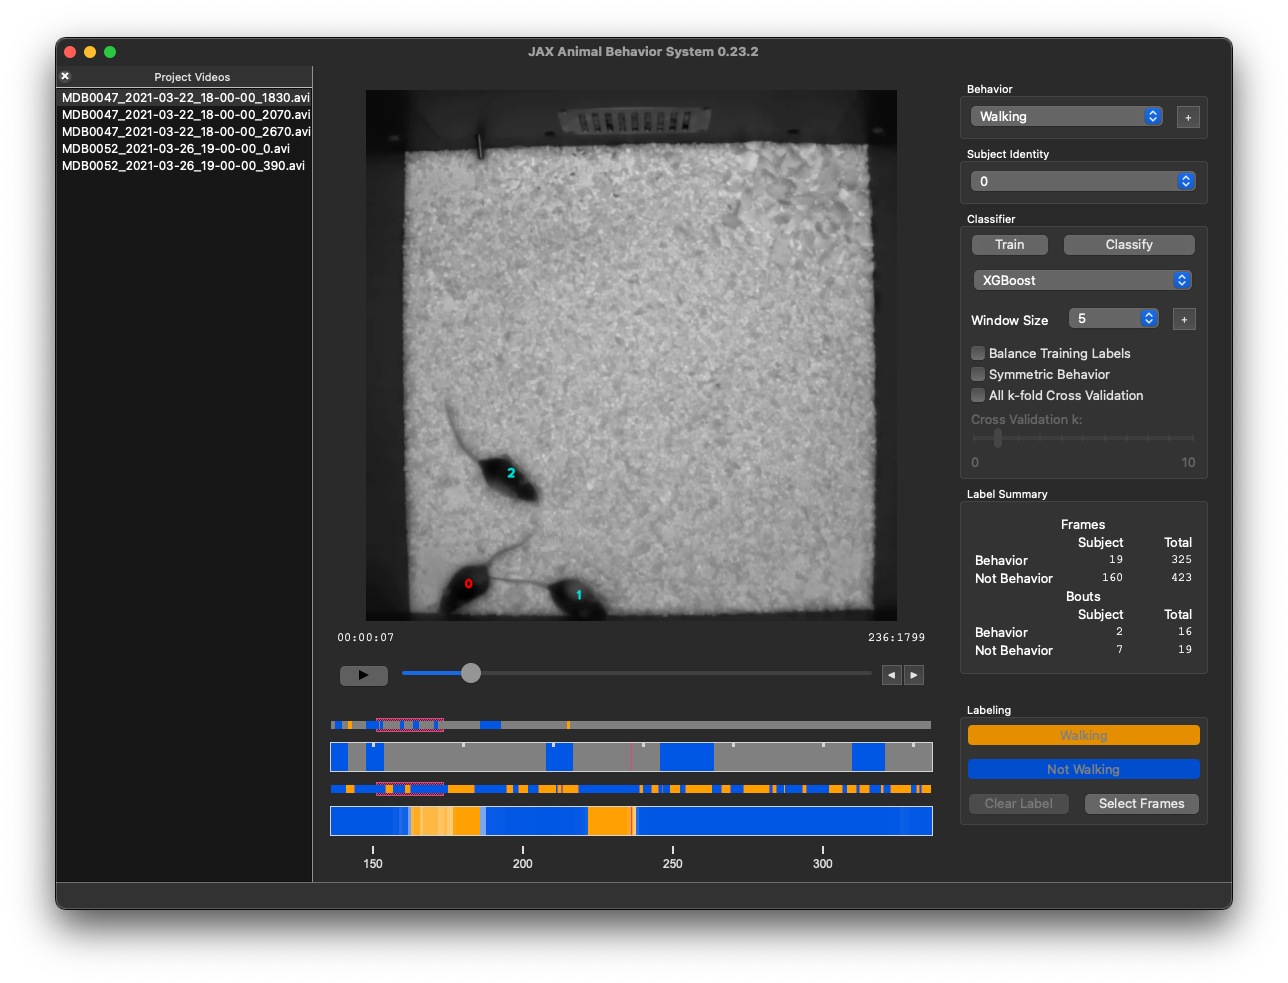 JAX Animal Behavior System 0.23.2
Project Videos
MDB0047_2021-03-22_18-00-00_1830.avi
MDB0047_2021-03-22_18-00-00_2070.avi
MDB0047_2021-03-22_18-00-00_2670.avi
MDB0052_2021-03-26_19-00-00_0.avi
MDB0052_2021-03-26_19-00-00_390.avi
2
0
1
00:00:07 236:1799
150 200 250 300
Behavior
Walking +
Subject Identity
0
Classifier
Train Classify
XGBoost
Window Size 5 +
Balance Training Labels
Symmetric Behavior
All k-fold Cross Validation
Cross Validation k:
0 10
Label Summary
Frames
Subject Total
Behavior 19 325
Not Behavior 160 423
Bouts
Subject Total
Behavior 2 16
Not Behavior 7 19
Labeling
Walking
Not Walking
Clear Label Select Frames